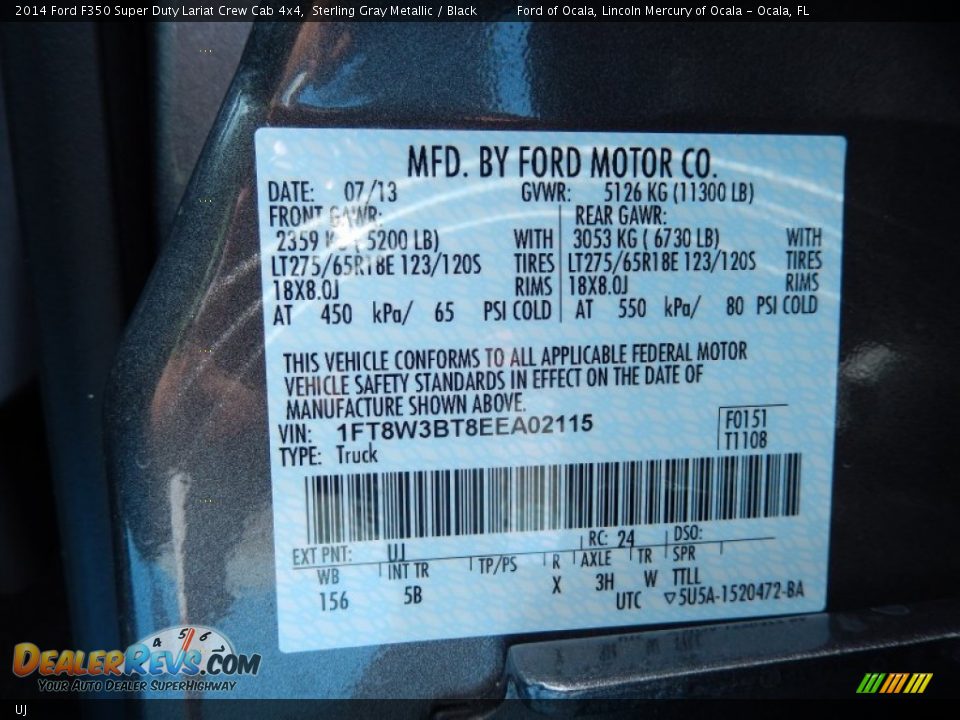 2014 Ford F350 Super Duty Lariat Crew Cab 4x4, Sterling Gray Metallic / Black Ford of Ocala, Lincoln Mercury of Ocala - Ocala, FL
MFD. BY FORD MOTOR CO.
DATE: 07/13 GVWR: 5126 KG (11300 LB)
FRONT GAWR: REAR GAWR:
2359 KG ( 5200 LB) WITH 3053 KG ( 6730 LB) WITH
LT275/65R18E 123/120S TIRES LT275/65R18E 123/120S TIRES
18X8.0J RIMS 18X8.0J RIMS
AT 450 kPa/ 65 PSI COLD AT 550 kPa/ 80 PSI COLD
THIS VEHICLE CONFORMS TO ALL APPLICABLE FEDERAL MOTOR
VEHICLE SAFETY STANDARDS IN EFFECT ON THE DATE OF
MANUFACTURE SHOWN ABOVE.
VIN: 1FT8W3BT8EEA02115 F0151
TYPE: Truck T1108
EXT PNT: UJ RC: 24 DSO:
WB INT TR TP/PS R AXLE TR SPR
156 5B X 3H W TTLL
UTC ▽5U5A-1520472-BA
4 5 6
DEALERREVS.COM
Your Auto Dealer SuperHighway
UJ